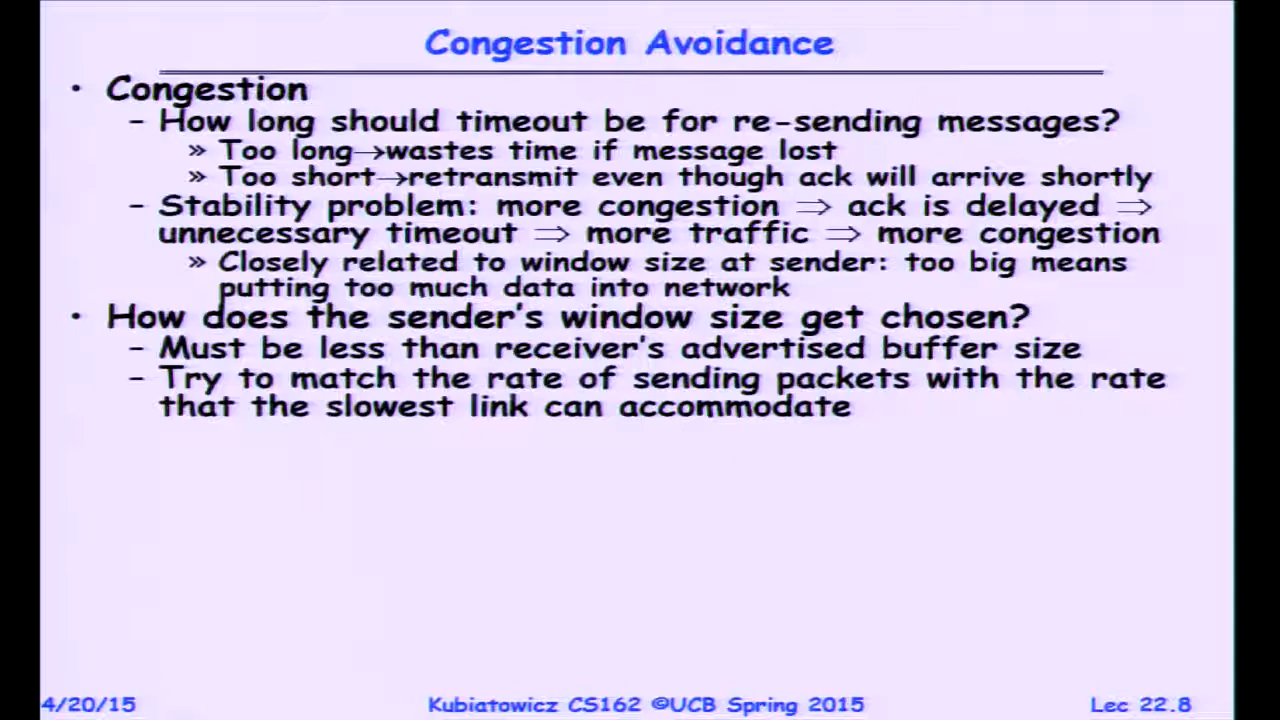 Congestion Avoidance
• Congestion
– How long should timeout be for re-sending messages?
» Too long→wastes time if message lost
» Too short→retransmit even though ack will arrive shortly
– Stability problem: more congestion ⇒ ack is delayed ⇒
unnecessary timeout ⇒ more traffic ⇒ more congestion
» Closely related to window size at sender: too big means
putting too much data into network
• How does the sender's window size get chosen?
– Must be less than receiver's advertised buffer size
– Try to match the rate of sending packets with the rate
that the slowest link can accommodate
4/20/15 Kubiatowicz CS162 ©UCB Spring 2015 Lec 22.8